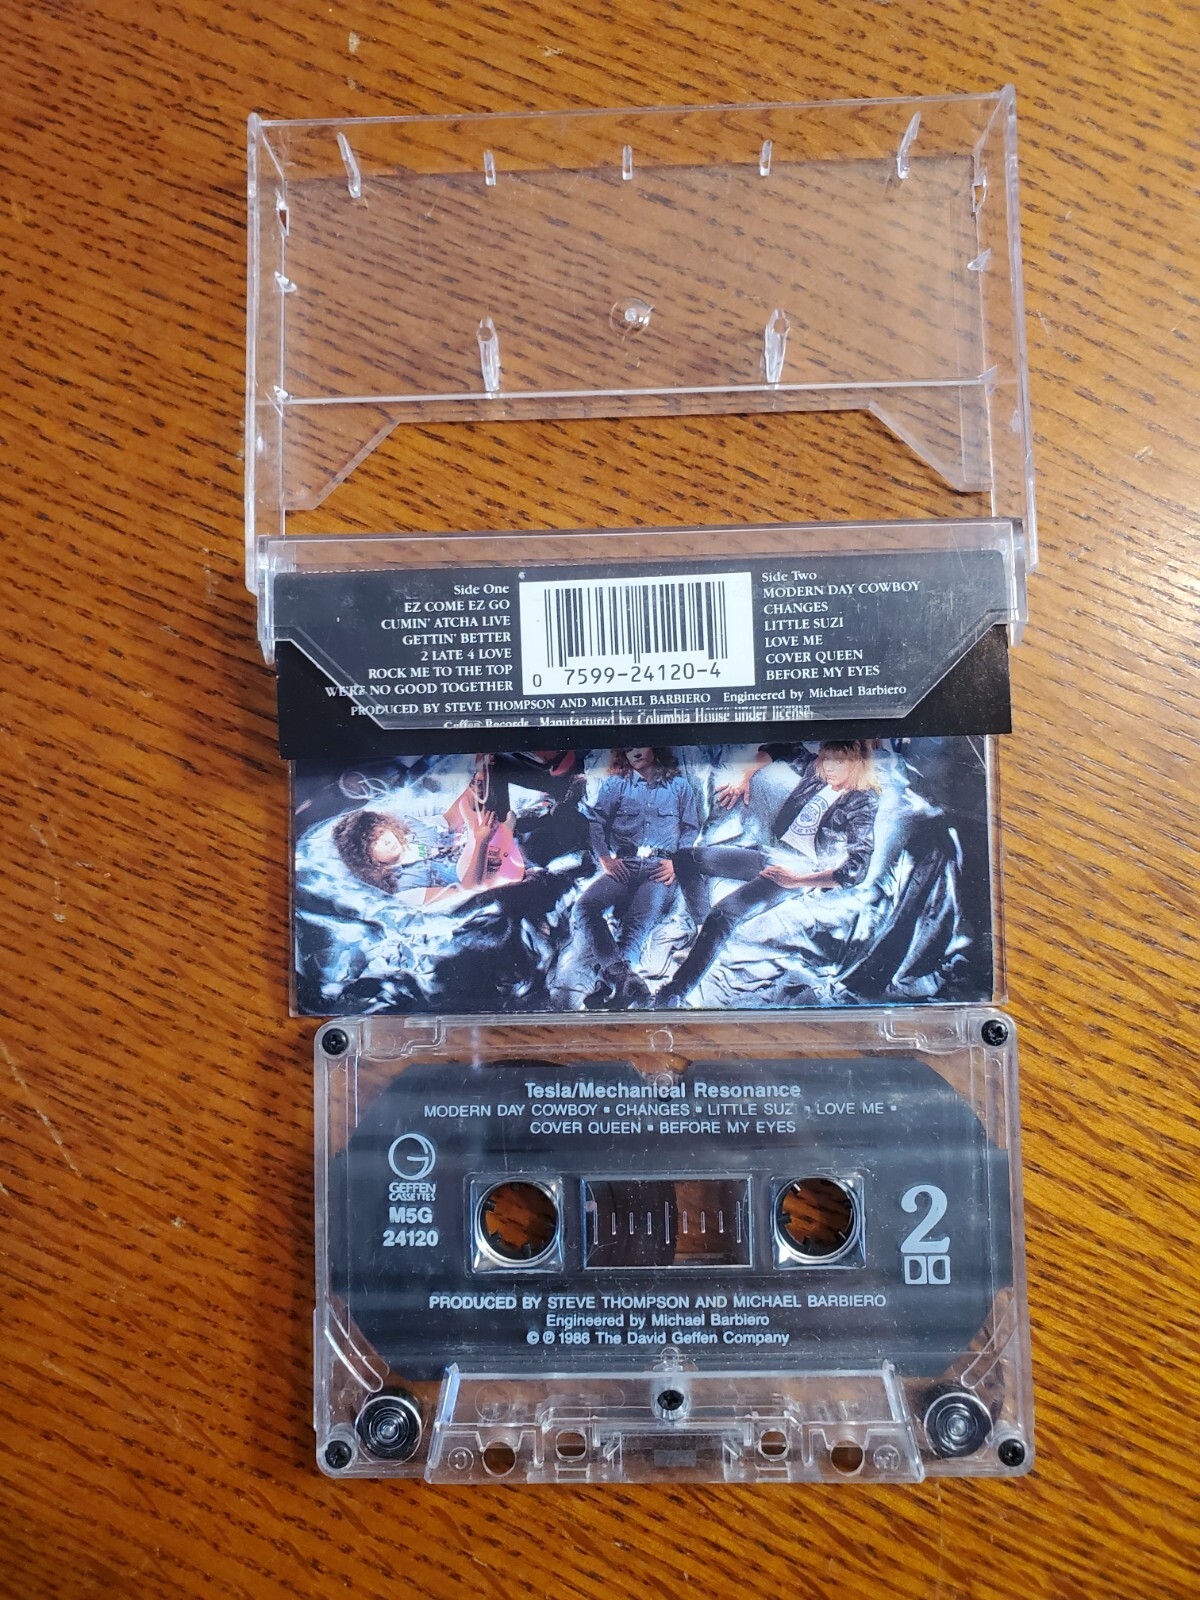 Side One
EZ COME EZ GO
CUMIN' ATCHA LIVE
GETTIN' BETTER
2 LATE 4 LOVE
ROCK ME TO THE TOP
WE'RE NO GOOD TOGETHER
0 7599-24120-4
Side Two
MODERN DAY COWBOY
CHANGES
LITTLE SUZI
LOVE ME
COVER QUEEN
BEFORE MY EYES
PRODUCED BY STEVE THOMPSON AND MICHAEL BARBIERO Engineered by Michael Barbiero
Geffen Records Manufactured by Columbia House under license
Tesla/Mechanical Resonance
MODERN DAY COWBOY ▪ CHANGES ▪ LITTLE SUZI ▪ LOVE ME ▪
COVER QUEEN ▪ BEFORE MY EYES
G
GEFFEN
CASSETTES
M5G
24120
2
PRODUCED BY STEVE THOMPSON AND MICHAEL BARBIERO
Engineered by Michael Barbiero
© ℗ 1986 The David Geffen Company